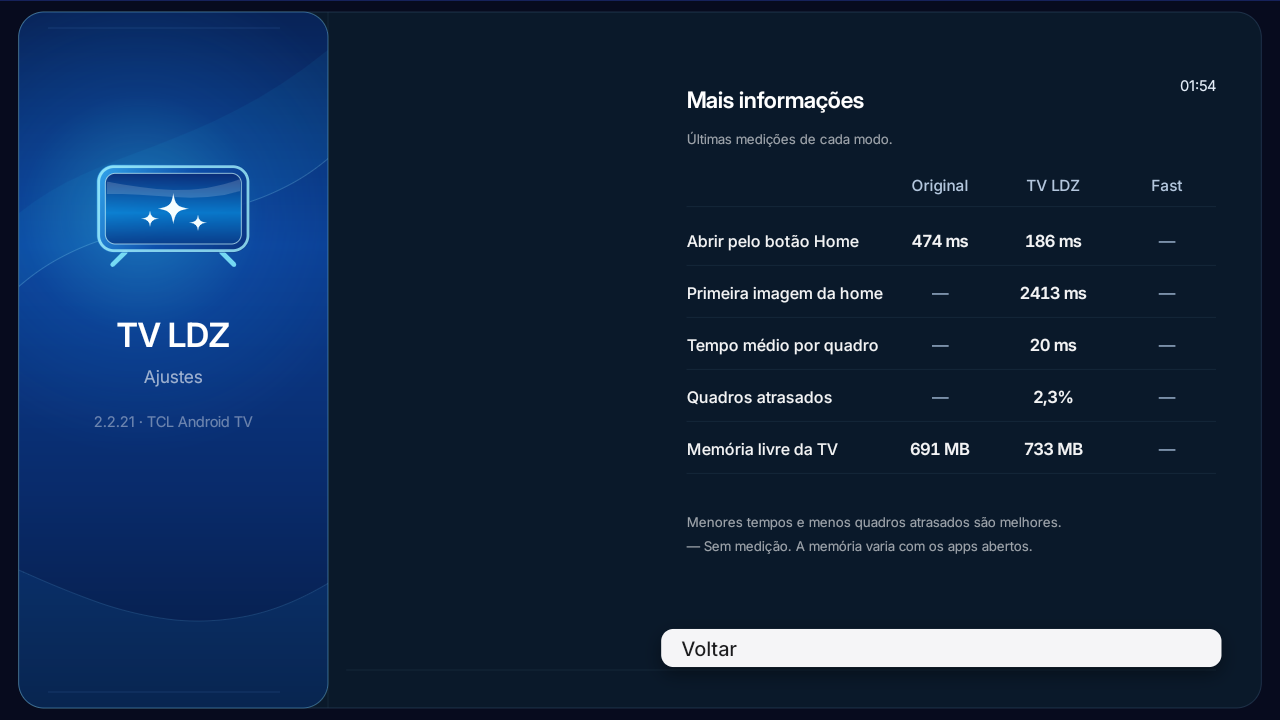 TV LDZ
Ajustes
2.2.21 · TCL Android TV
01:54
Mais informações
Últimas medições de cada modo.
Original TV LDZ Fast
Abrir pelo botão Home 474 ms 186 ms —
Primeira imagem da home — 2413 ms —
Tempo médio por quadro — 20 ms —
Quadros atrasados — 2,3% —
Memória livre da TV 691 MB 733 MB —
Menores tempos e menos quadros atrasados são melhores.
— Sem medição. A memória varia com os apps abertos.
Voltar